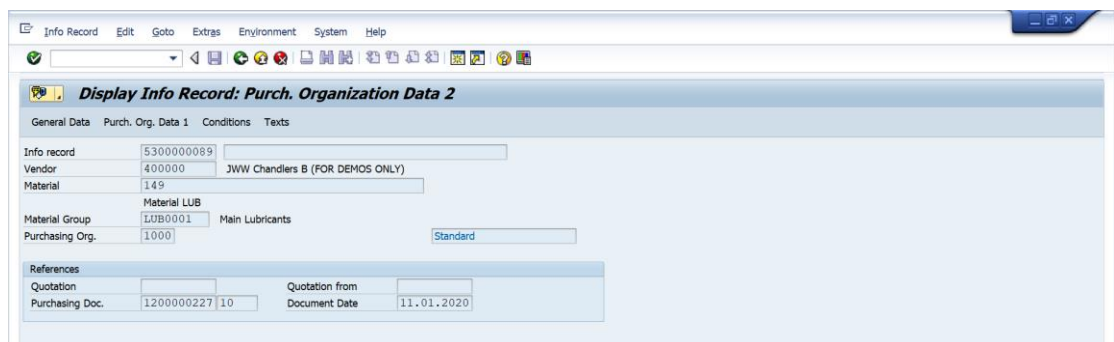 Info Record Edit Goto Extras Environment System Help
Display Info Record: Purch. Organization Data 2
General Data Purch. Org. Data 1 Conditions Texts
Info record 5300000089
Vendor 400000 JWW Chandlers B (FOR DEMOS ONLY)
Material 149
Material LUB
Material Group LUB0001 Main Lubricants
Purchasing Org. 1000 Standard
References
Quotation Quotation from
Purchasing Doc. 1200000227 10 Document Date 11.01.2020